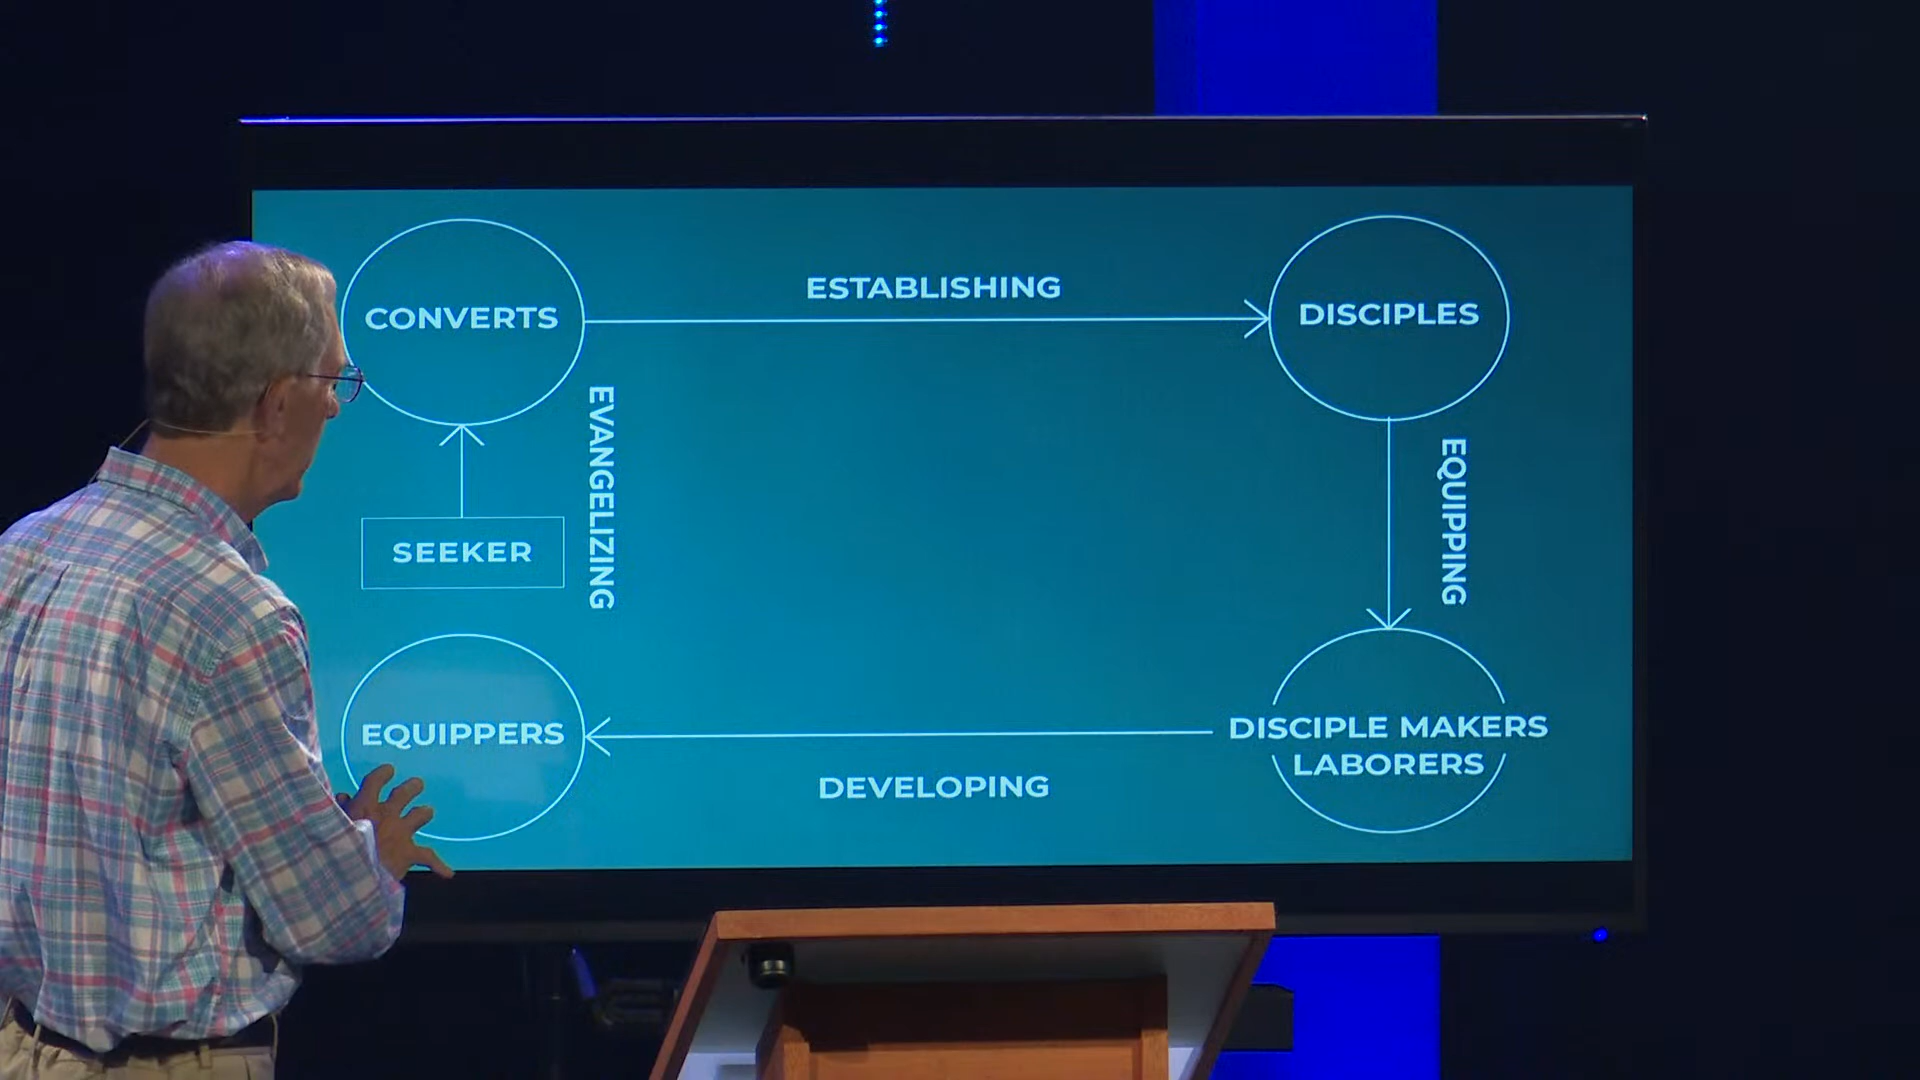 CONVERTS
ESTABLISHING
DISCIPLES
EVANGELIZING
SEEKER
EQUIPPING
EQUIPPERS
DEVELOPING
DISCIPLE MAKERS
LABORERS